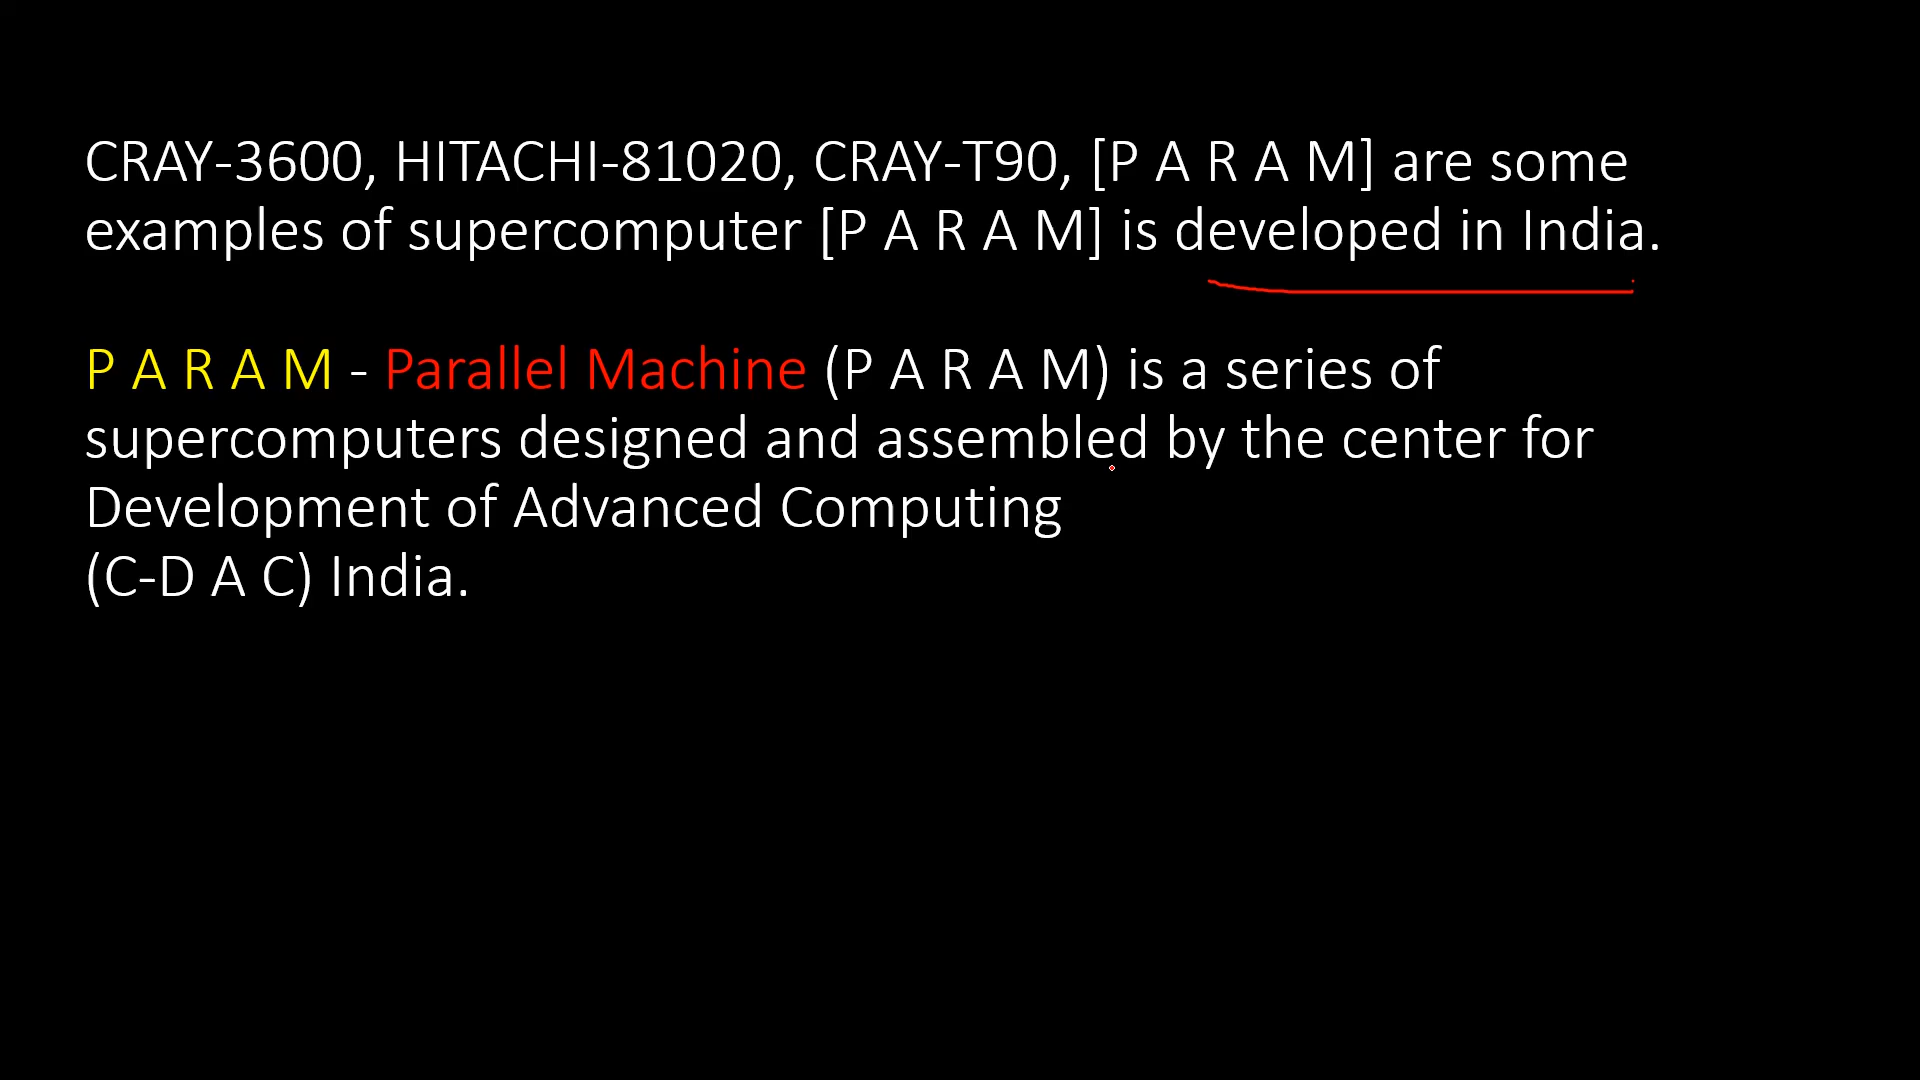 CRAY-3600, HITACHI-81020, CRAY-T90, [P A R A M] are some
examples of supercomputer [P A R A M] is developed in India.
P A R A M - Parallel Machine (P A R A M) is a series of
supercomputers designed and assembled by the center for
Development of Advanced Computing
(C-D A C) India.